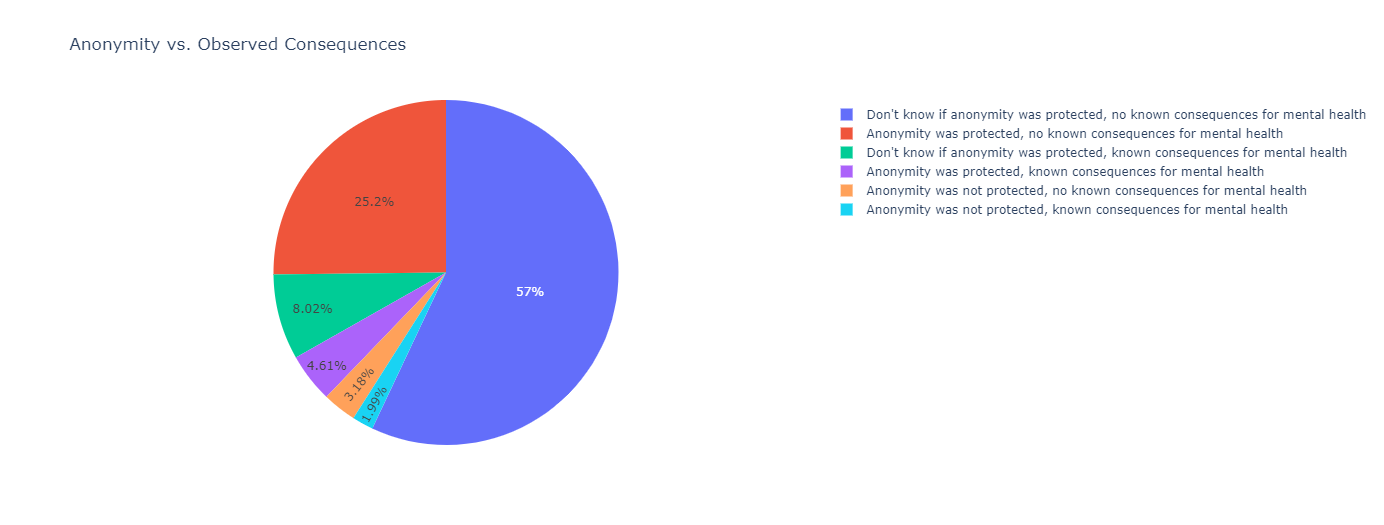 Anonymity vs. Observed Consequences
Don't know if anonymity was protected, no known consequences for mental health
Anonymity was protected, no known consequences for mental health
Don't know if anonymity was protected, known consequences for mental health
Anonymity was protected, known consequences for mental health
Anonymity was not protected, no known consequences for mental health
Anonymity was not protected, known consequences for mental health
25.2%
57%
8.02%
4.61%
3.18%
1.99%